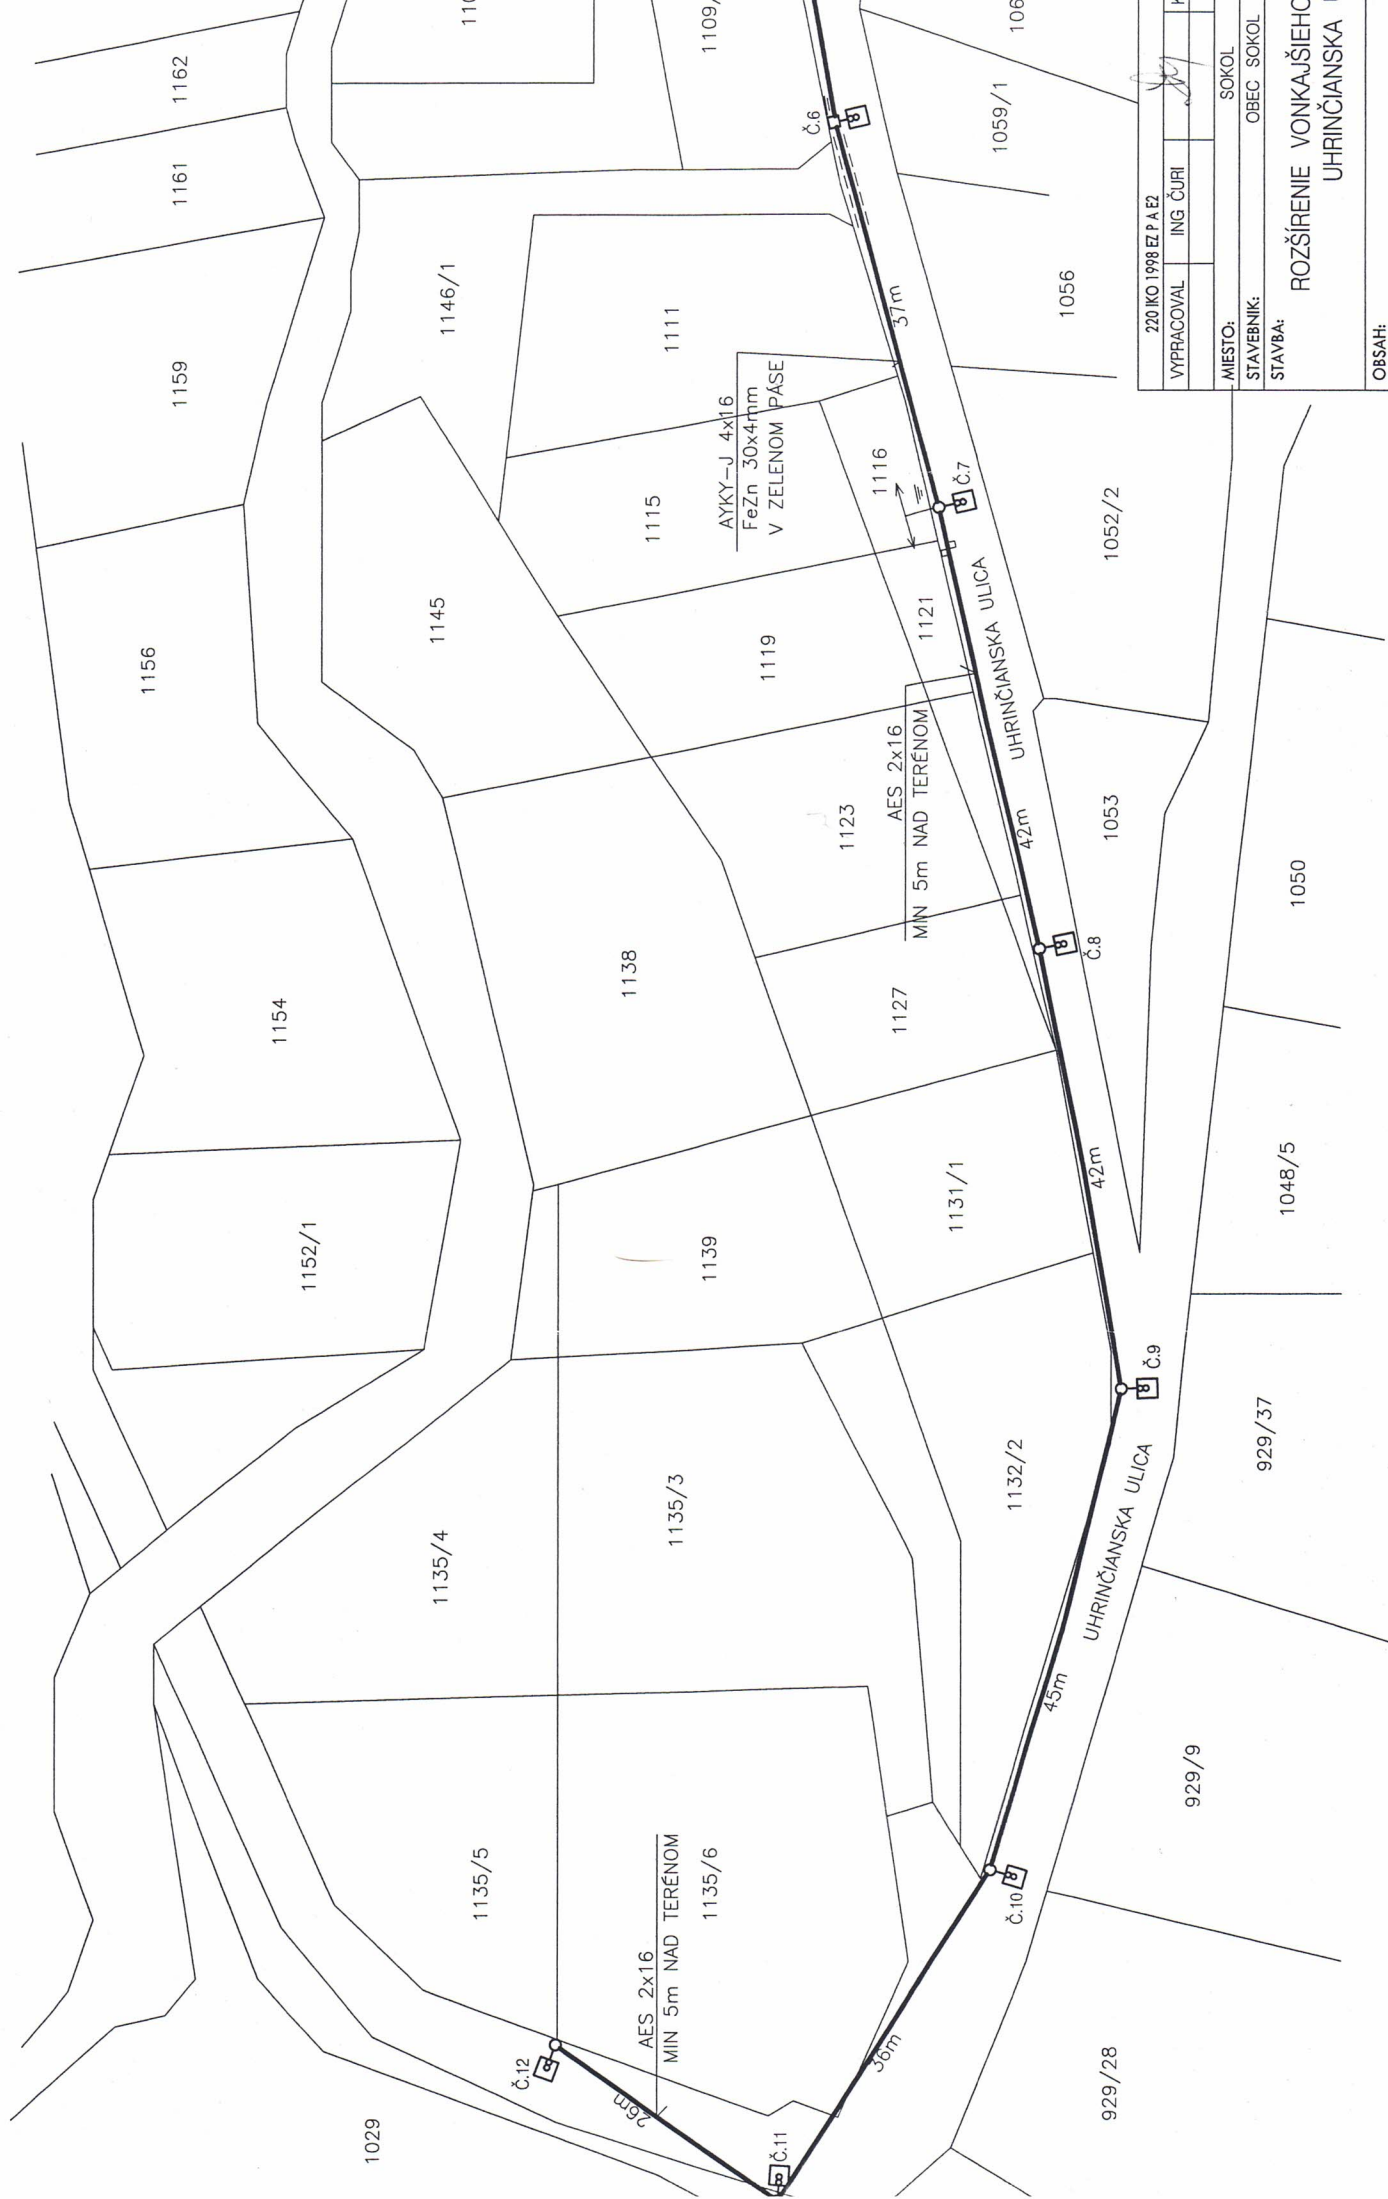 1029
Č.12
26m
Č.11
AES 2x16
MIN 5m NAD TERÉNOM
1135/5
1135/6
36m
929/28
Č.10
929/9
45m
UHRINČIANSKA ULICA
1135/4
1135/3
1132/2
929/37
Č.9
1152/1
1139
1131/1
42m
1048/5
1154
1138
1127
Č.8
1050
1156
1145
1119
1123
AES 2x16
MIN 5m NAD TERÉNOM
42m
UHRINČIANSKA ULICA
1053
1121
1159
1146/1
1111
1115
1116
AYKY-J 4x16
FeZn 30x4mm
V ZELENOM PÁSE
Č.7
1052/2
37m
1056
1161
1162
Č.6
1059/1
1109/
220 IKO 1998 EZ P A E2
VYPRACOVAL ING ČURI
MIESTO: SOKOL
STAVEBNIK: OBEC SOKOL
STAVBA:
ROZŠÍRENIE VONKAJŠIEHO
UHRINČIANSKA
OBSAH: